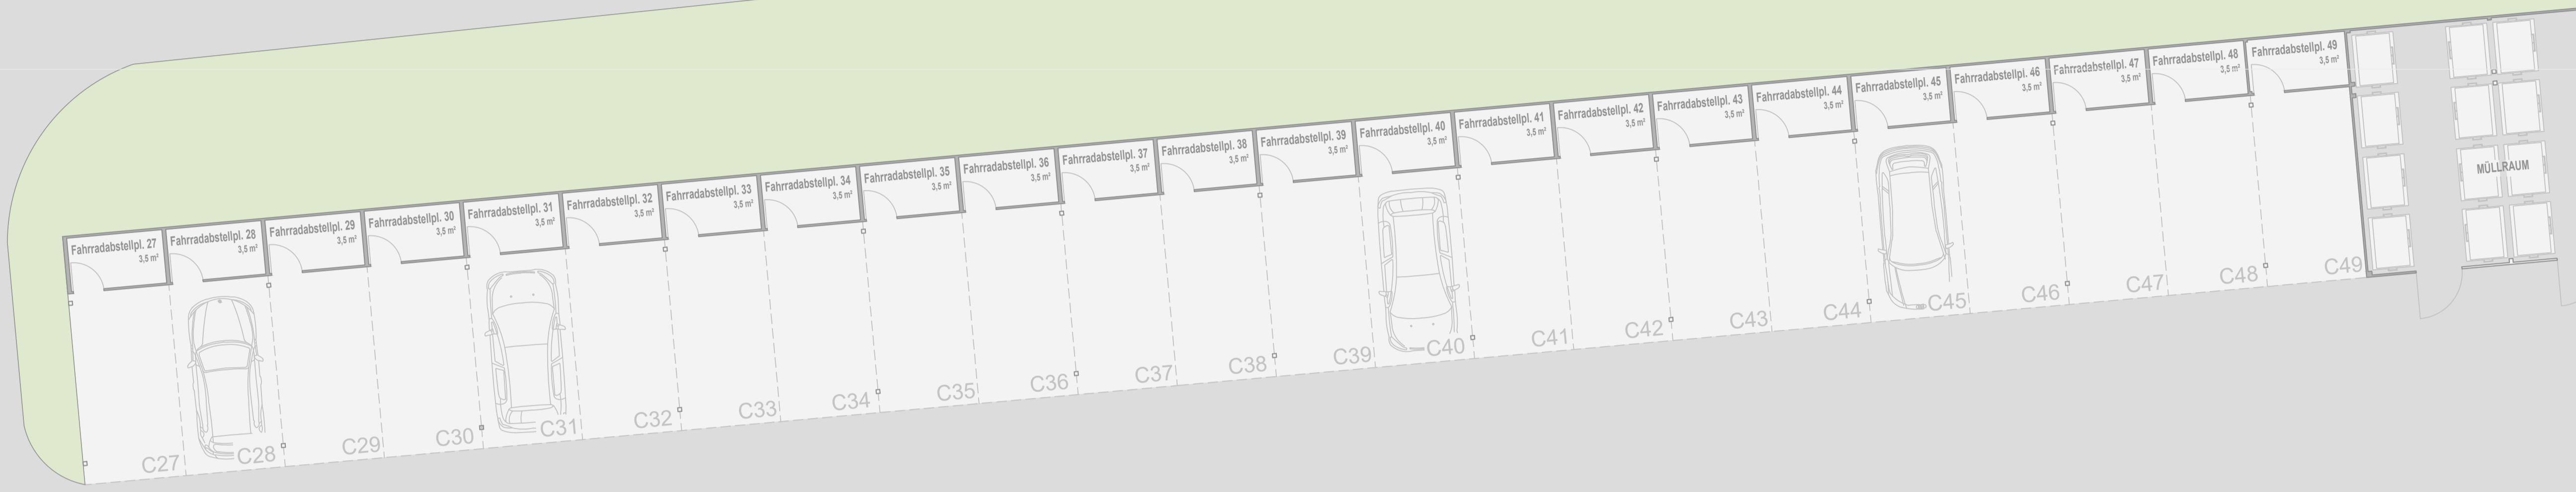 Fahrradabstellpl. 27
3,5 m²
Fahrradabstellpl. 28
3,5 m²
Fahrradabstellpl. 29
3,5 m²
Fahrradabstellpl. 30
3,5 m²
Fahrradabstellpl. 31
3,5 m²
Fahrradabstellpl. 32
3,5 m²
Fahrradabstellpl. 33
3,5 m²
Fahrradabstellpl. 34
3,5 m²
Fahrradabstellpl. 35
3,5 m²
Fahrradabstellpl. 36
3,5 m²
Fahrradabstellpl. 37
3,5 m²
Fahrradabstellpl. 38
3,5 m²
Fahrradabstellpl. 39
3,5 m²
Fahrradabstellpl. 40
3,5 m²
Fahrradabstellpl. 41
3,5 m²
Fahrradabstellpl. 42
3,5 m²
Fahrradabstellpl. 43
3,5 m²
Fahrradabstellpl. 44
3,5 m²
Fahrradabstellpl. 45
3,5 m²
Fahrradabstellpl. 46
3,5 m²
Fahrradabstellpl. 47
3,5 m²
Fahrradabstellpl. 48
3,5 m²
Fahrradabstellpl. 49
3,5 m²
MÜLLRAUM
C27
C28
C29
C30
C31
C32
C33
C34
C35
C36
C37
C38
C39
C40
C41
C42
C43
C44
C45
C46
C47
C48
C49